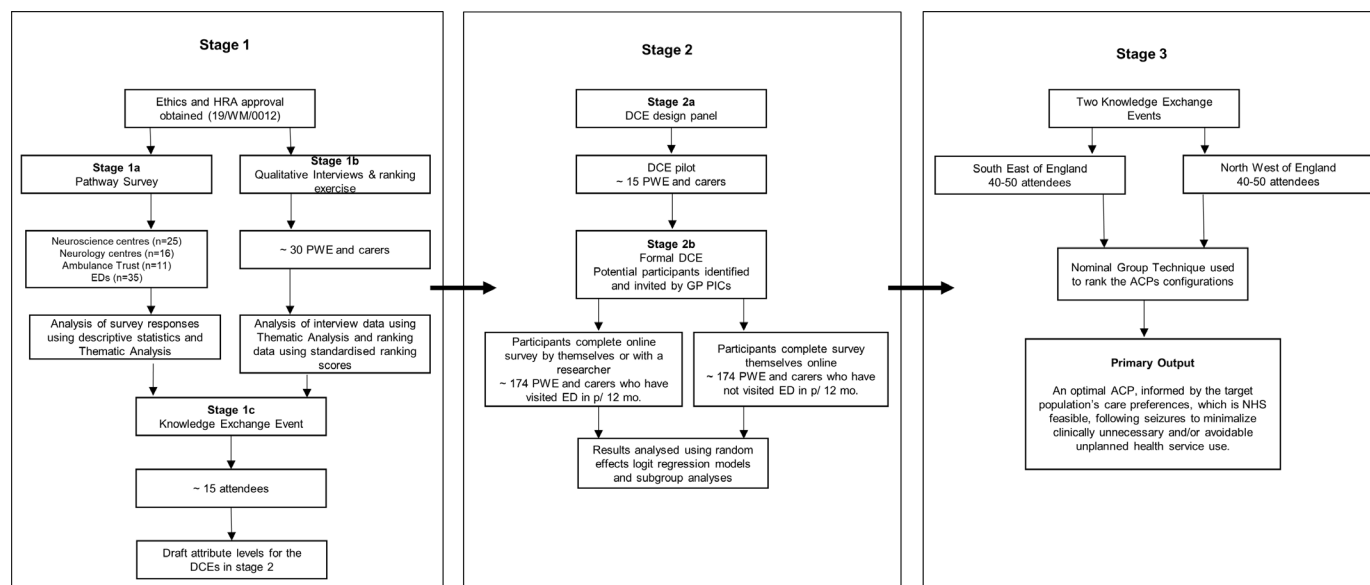 Stage 1
Ethics and HRA approval
obtained (19/WM/0012)
Stage 1a
Pathway Survey
Stage 1b
Qualitative Interviews & ranking
exercise
Neuroscience centres (n=25)
Neurology centres (n=16)
Ambulance Trust (n=11)
EDs (n=35)
~ 30 PWE and carers
Analysis of survey responses
using descriptive statistics and
Thematic Analysis
Analysis of interview data using
Thematic Analysis and ranking
data using standardised ranking
scores
Stage 1c
Knowledge Exchange Event
~ 15 attendees
Draft attribute levels for the
DCEs in stage 2
Stage 2
Stage 2a
DCE design panel
DCE pilot
~ 15 PWE and carers
Stage 2b
Formal DCE
Potential participants identified
and invited by GP PICs
Participants complete online
survey by themselves or with a
researcher
~ 174 PWE and carers who have
visited ED in p/ 12 mo.
Participants complete survey
themselves online
~ 174 PWE and carers who have
not visited ED in p/ 12 mo.
Results analysed using random
effects logit regression models
and subgroup analyses
Stage 3
Two Knowledge Exchange
Events
South East of England
40-50 attendees
North West of England
40-50 attendees
Nominal Group Technique used
to rank the ACPs configurations
Primary Output
An optimal ACP, informed by the target
population's care preferences, which is NHS
feasible, following seizures to minimalize
clinically unnecessary and/or avoidable
unplanned health service use.